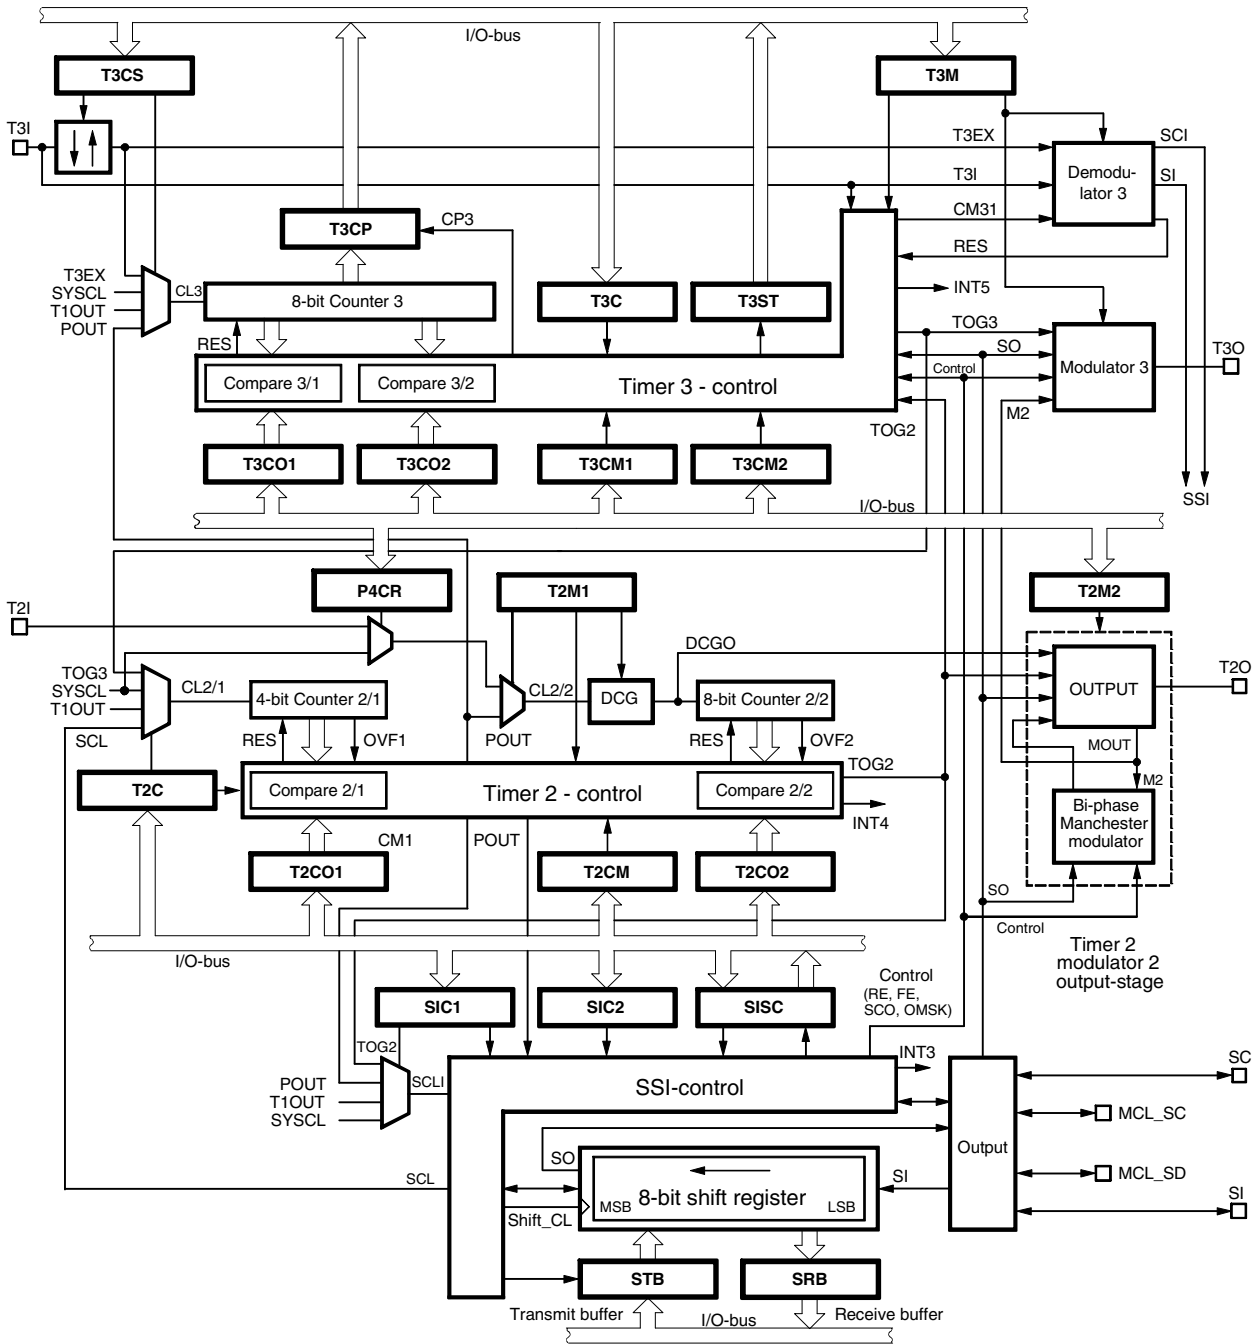 I/O-bus
T3CS
T3M
T3I
T3EX
SCI
Demodu-
lator 3
T3I
SI
T3CP
CP3
CM31
RES
T3EX
SYSCL
T1OUT
POUT
CL3
8-bit Counter 3
T3C
T3ST
INT5
RES
TOG3
SO
Control
M2
TOG2
Modulator 3
T3O
Compare 3/1
Compare 3/2
Timer 3 - control
T3CO1
T3CO2
T3CM1
T3CM2
SSI
I/O-bus
P4CR
T2M1
T2M2
T2I
DCGO
TOG3
SYSCL
T1OUT
SCL
CL2/1
4-bit Counter 2/1
CL2/2
DCG
8-bit Counter 2/2
OUTPUT
T2O
POUT
RES
OVF1
RES
OVF2
MOUT
TOG2
M2
T2C
Compare 2/1
Timer 2 - control
Compare 2/2
INT4
Bi-phase
Manchester
modulator
CM1
POUT
T2CO1
T2CM
T2CO2
SO
Control
Timer 2
modulator 2
output-stage
I/O-bus
Control
(RE, FE,
SCO, OMSK)
SIC1
SIC2
SISC
TOG2
POUT
T1OUT
SYSCL
SCLI
SSI-control
INT3
SC
MCL_SC
Output
SO
SCL
SI
MCL_SD
MSB
8-bit shift register
LSB
Shift_CL
SI
STB
SRB
Transmit buffer
I/O-bus
Receive buffer